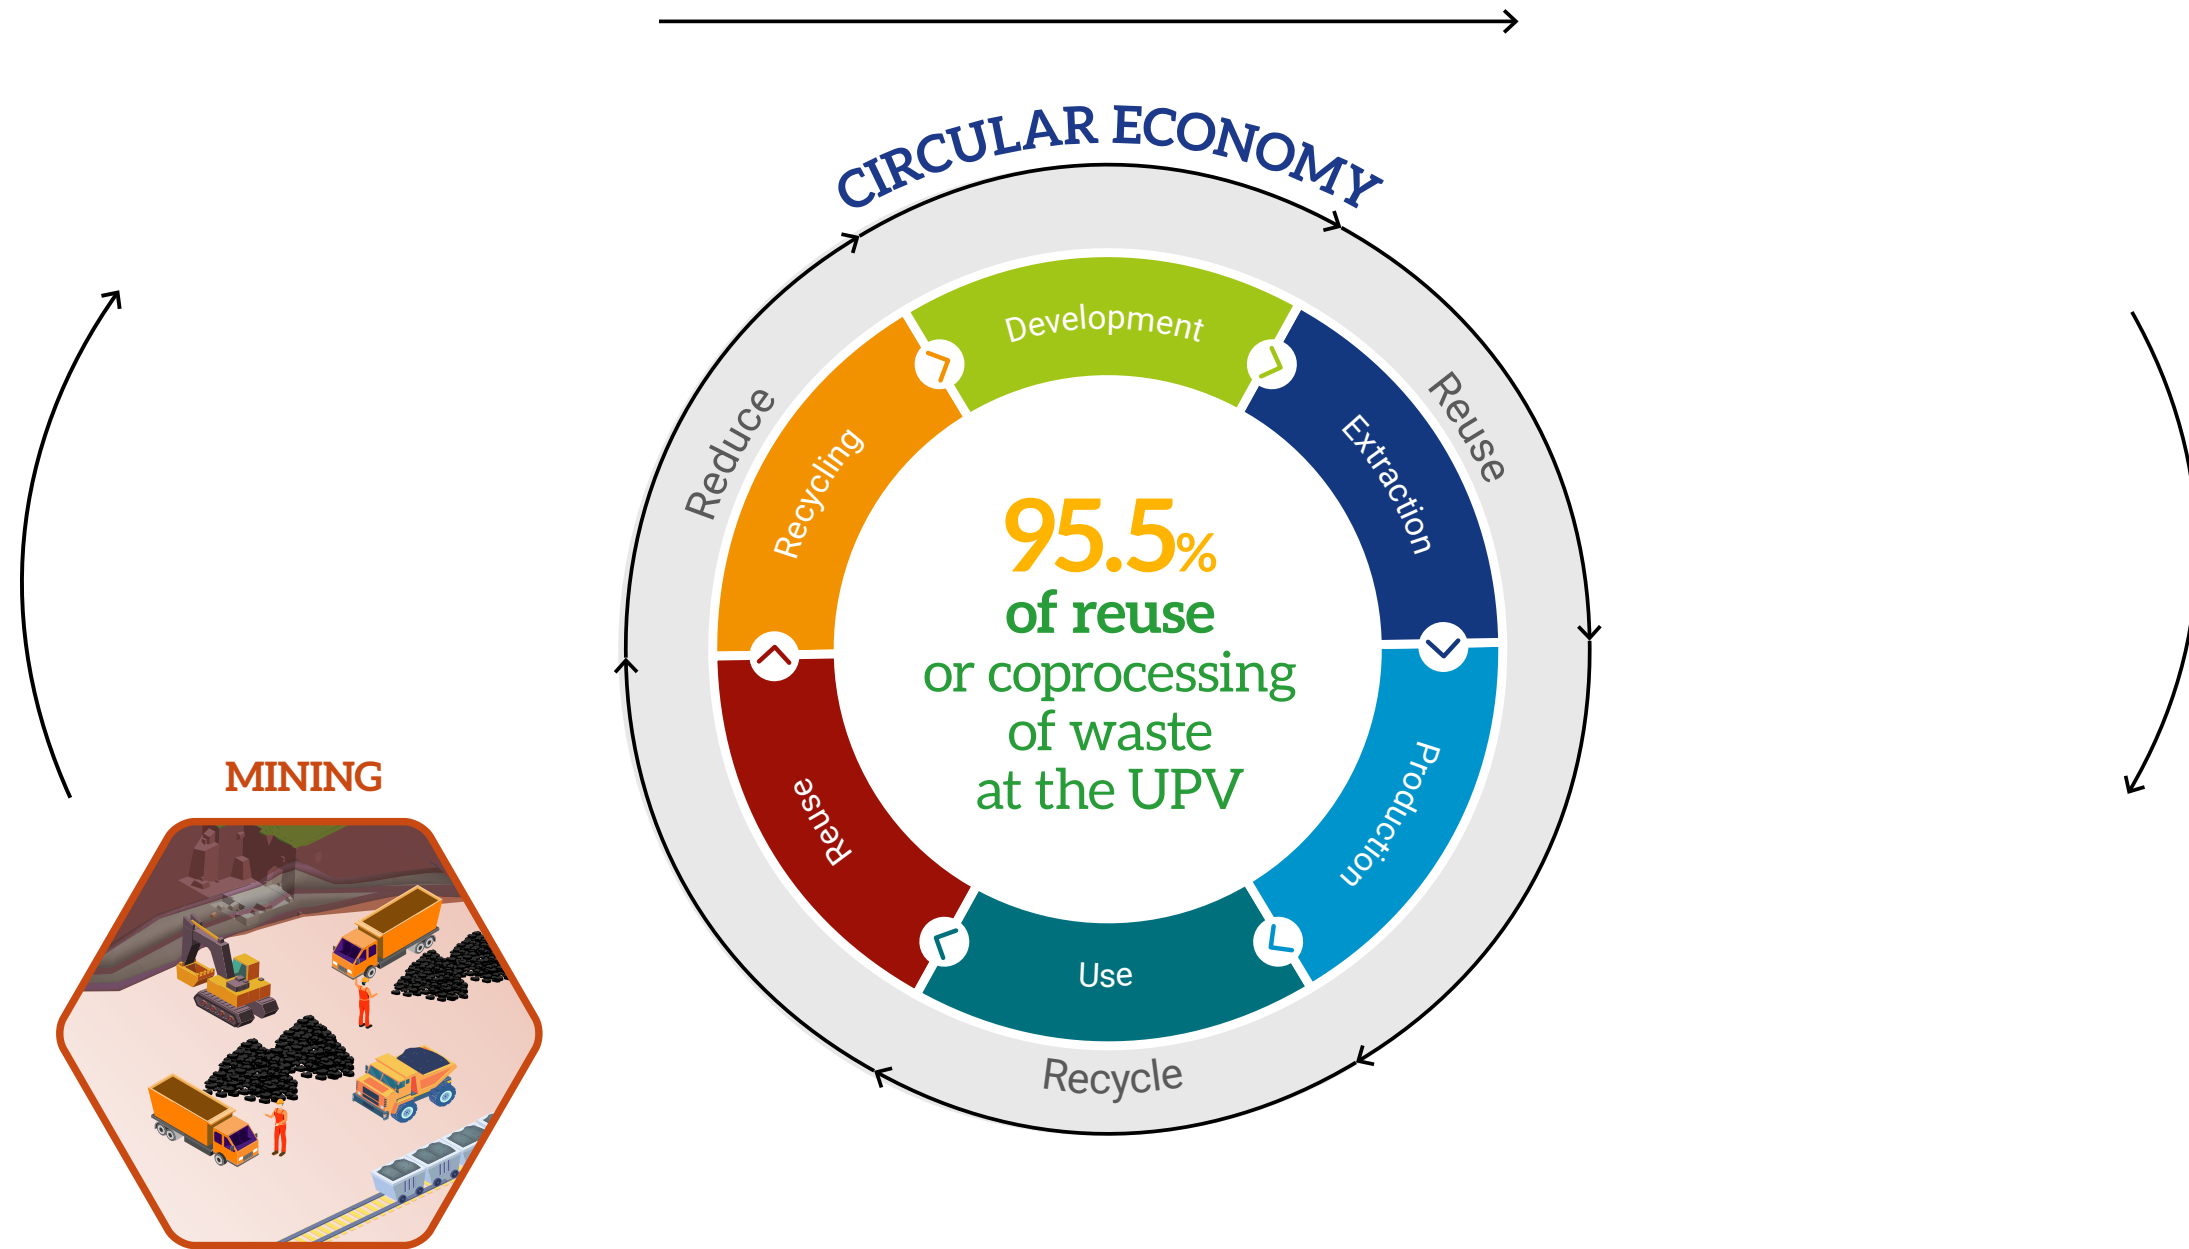 CIRCULAR ECONOMY
Reduce
Reuse
Recycle
Development
Extraction
Production
Use
Reuse
Recycling
95.5%
of reuse
or coprocessing
of waste
at the UPV
MINING